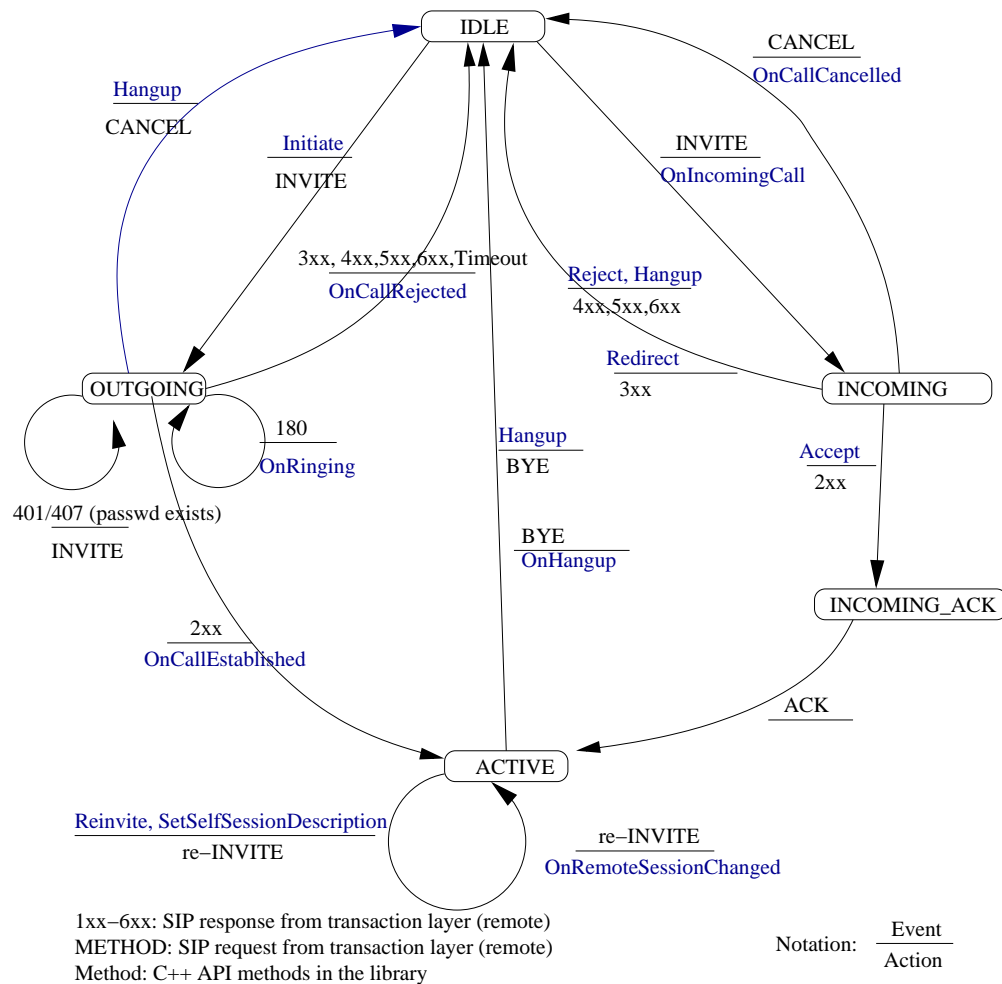 IDLE
CANCEL
OnCallCancelled
Hangup
CANCEL
Initiate
INVITE
INVITE
OnIncomingCall
3xx, 4xx,5xx,6xx,Timeout
OnCallRejected
Reject, Hangup
4xx,5xx,6xx
Redirect
3xx
OUTGOING
INCOMING
180
OnRinging
Hangup
BYE
Accept
2xx
401/407 (passwd exists)
INVITE
BYE
OnHangup
INCOMING_ACK
2xx
OnCallEstablished
ACK
ACTIVE
Reinvite, SetSelfSessionDescription
re−INVITE
re−INVITE
OnRemoteSessionChanged
1xx−6xx: SIP response from transaction layer (remote)
METHOD: SIP request from transaction layer (remote)
Method: C++ API methods in the library
Notation:
Event
Action